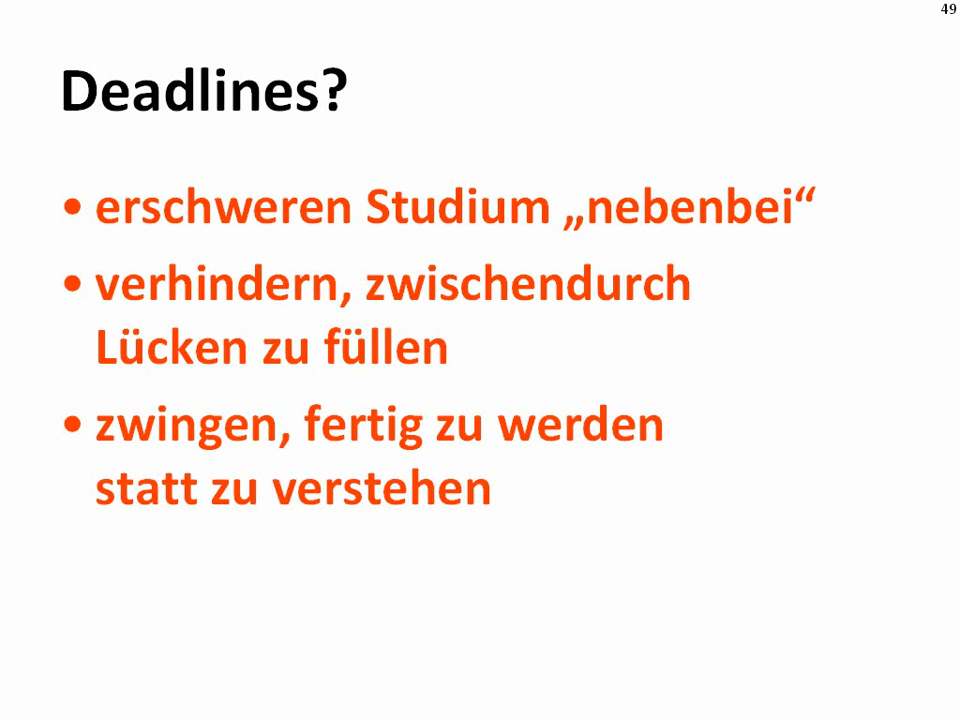 49
Deadlines?
• erschweren Studium „nebenbei“
• verhindern, zwischendurch
Lücken zu füllen
• zwingen, fertig zu werden
statt zu verstehen